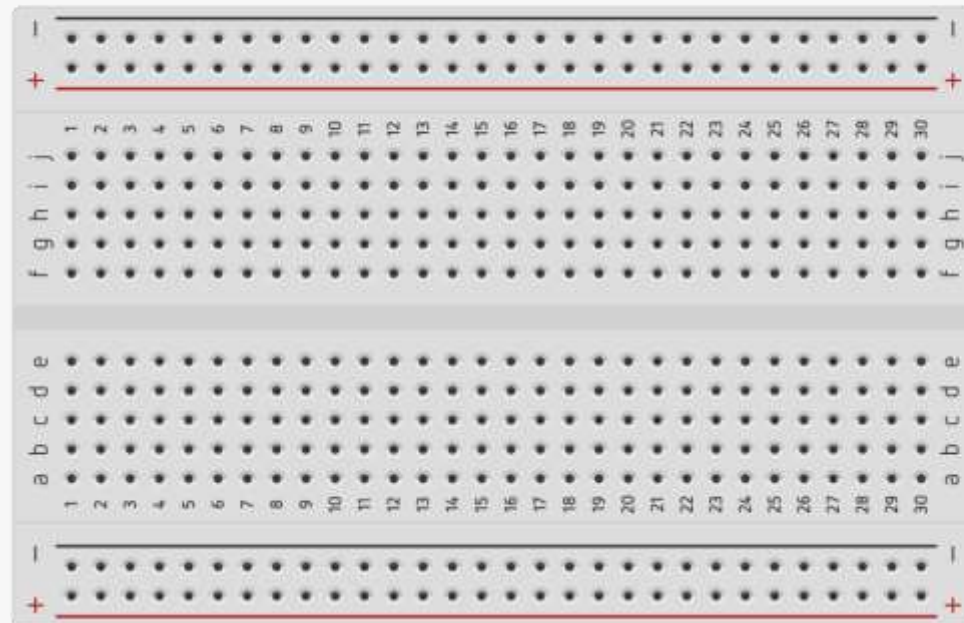 − −
+ +
1 2 3 4 5 6 7 8 9 10 11 12 13 14 15 16 17 18 19 20 21 22 23 24 25 26 27 28 29 30
j j
i i
h h
g g
f f
e e
d d
c c
b b
a a
1 2 3 4 5 6 7 8 9 10 11 12 13 14 15 16 17 18 19 20 21 22 23 24 25 26 27 28 29 30
− −
+ +